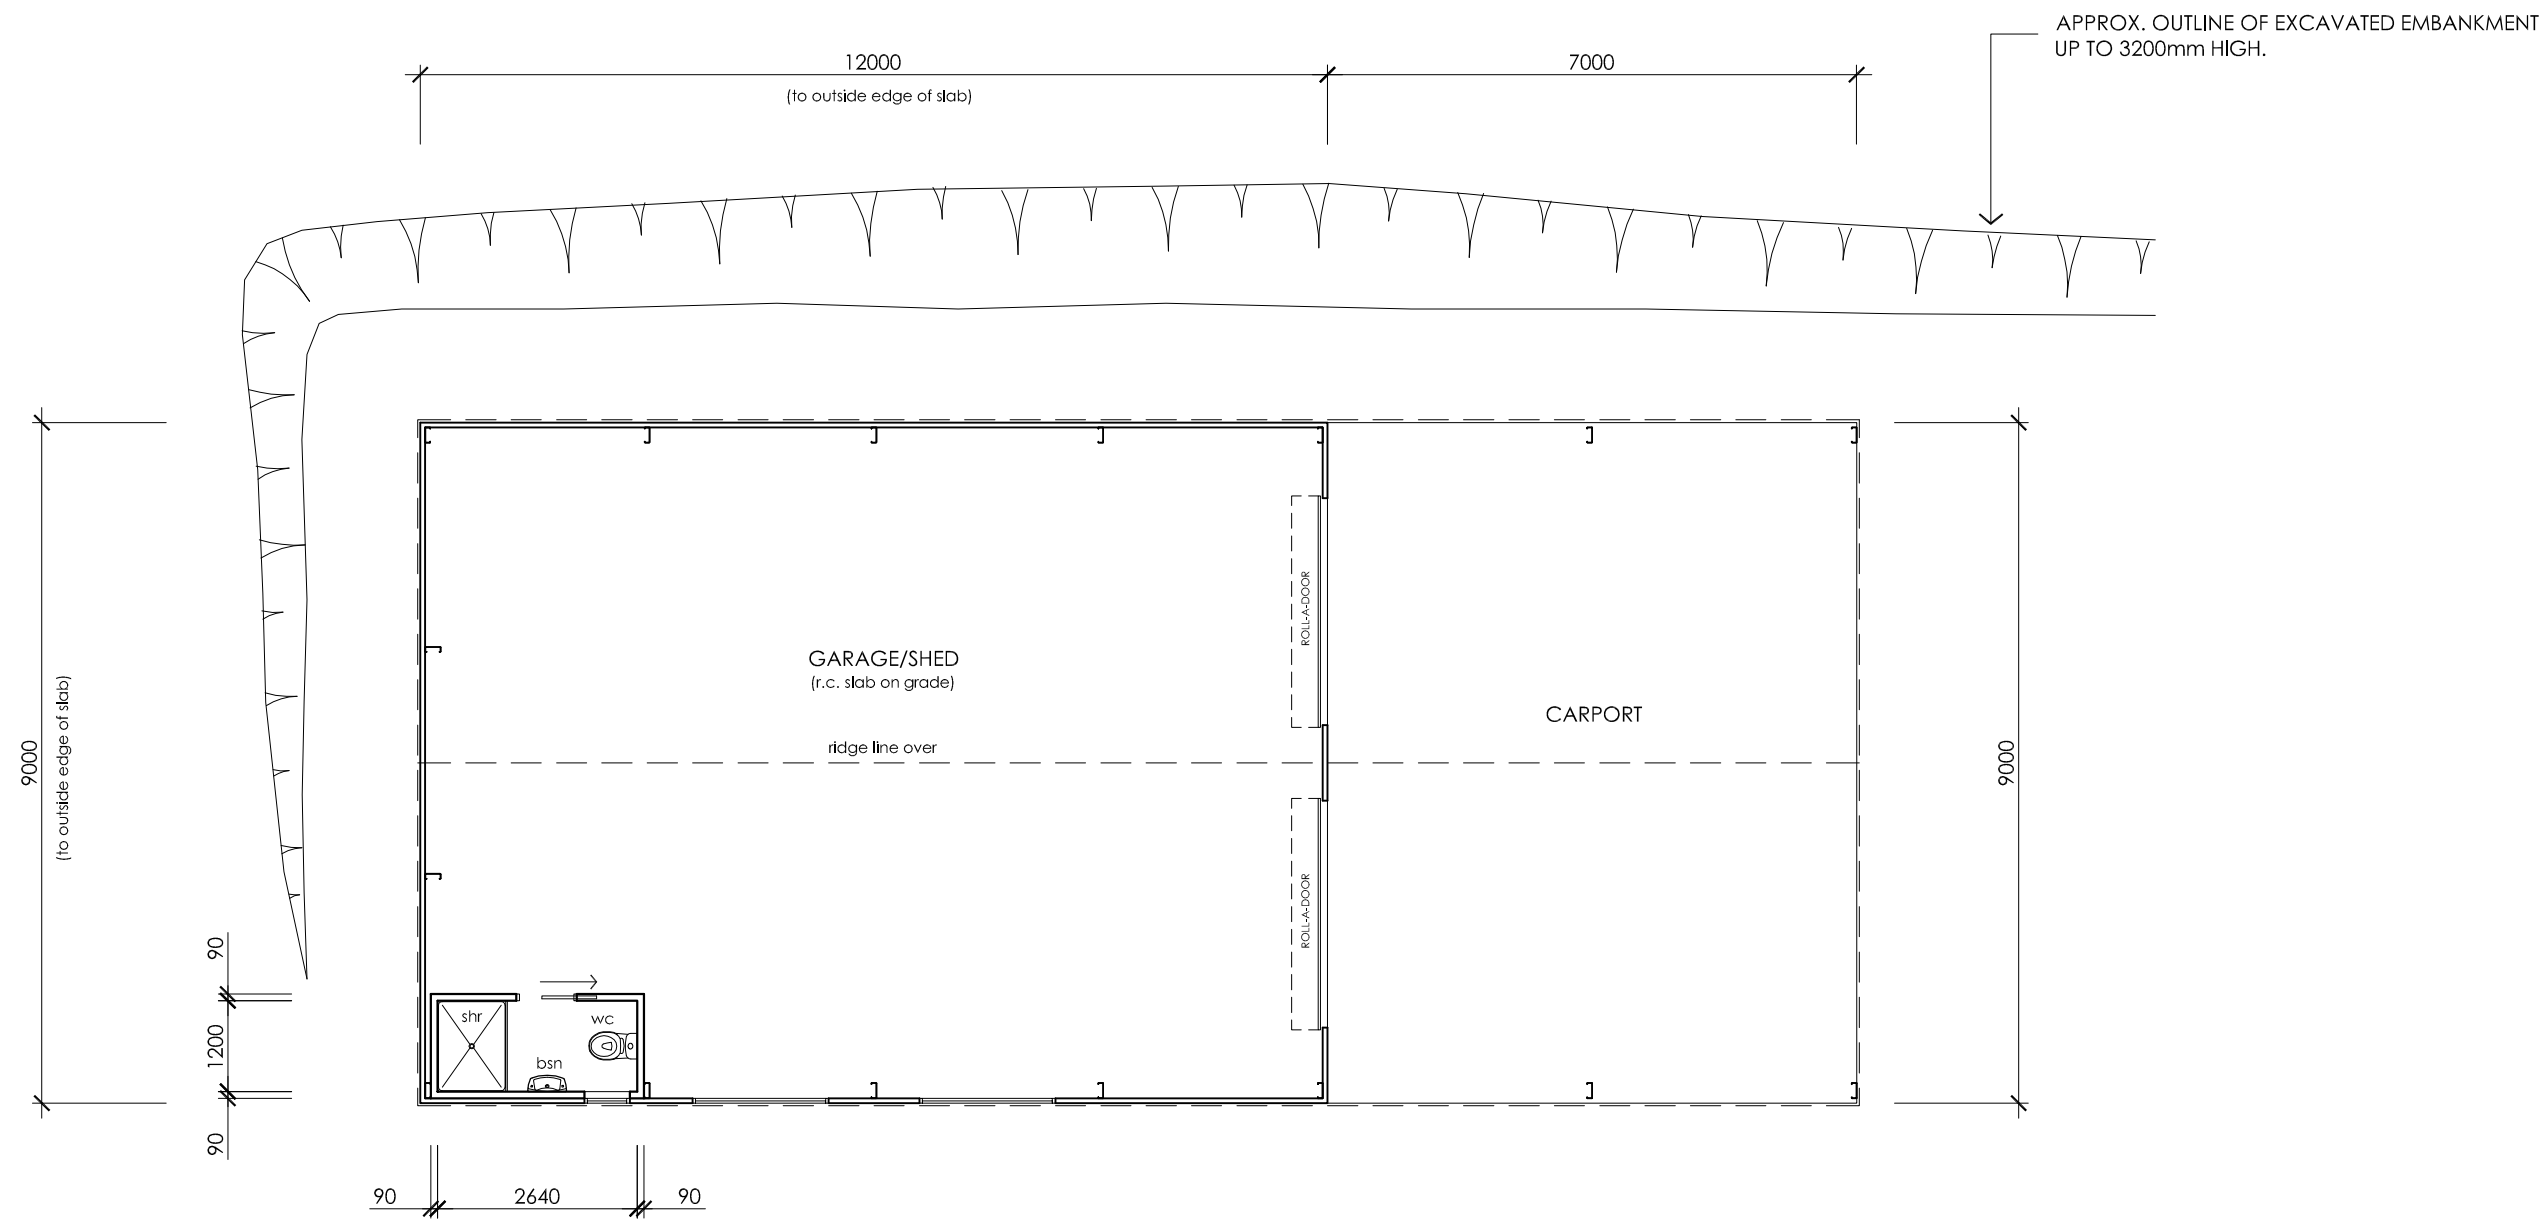 APPROX. OUTLINE OF EXCAVATED EMBANKMENT
UP TO 3200mm HIGH.
12000
(to outside edge of slab)
7000
GARAGE/SHED
(r.c. slab on grade)
ridge line over
CARPORT
ROLL-A-DOOR
ROLL-A-DOOR
9000
(to outside edge of slab)
9000
90
1200
90
shr
wc
bsn
90
2640
90